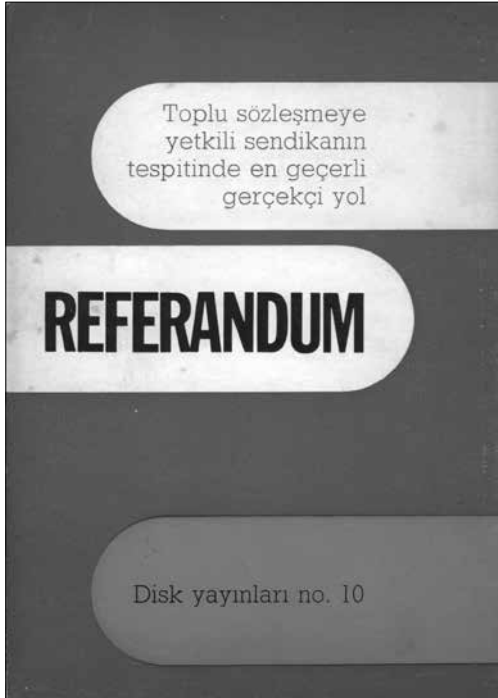 Toplu sözleşmeye
yetkili sendikanın
tespitinde en geçerli
gerçekçi yol
REFERANDUM
Disk yayınları no. 10